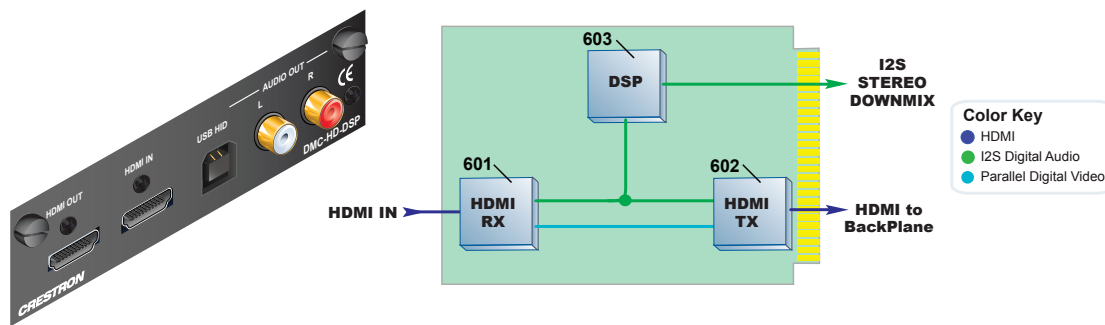 AUDIO OUT
L
R
CE
DMC-HD-DSP
USB HID
HDMI IN
HDMI OUT
CRESTRON
603
DSP
I2S
STEREO
DOWNMIX
601
HDMI
RX
602
HDMI
TX
HDMI IN
HDMI to
BackPlane
Color Key
HDMI
I2S Digital Audio
Parallel Digital Video